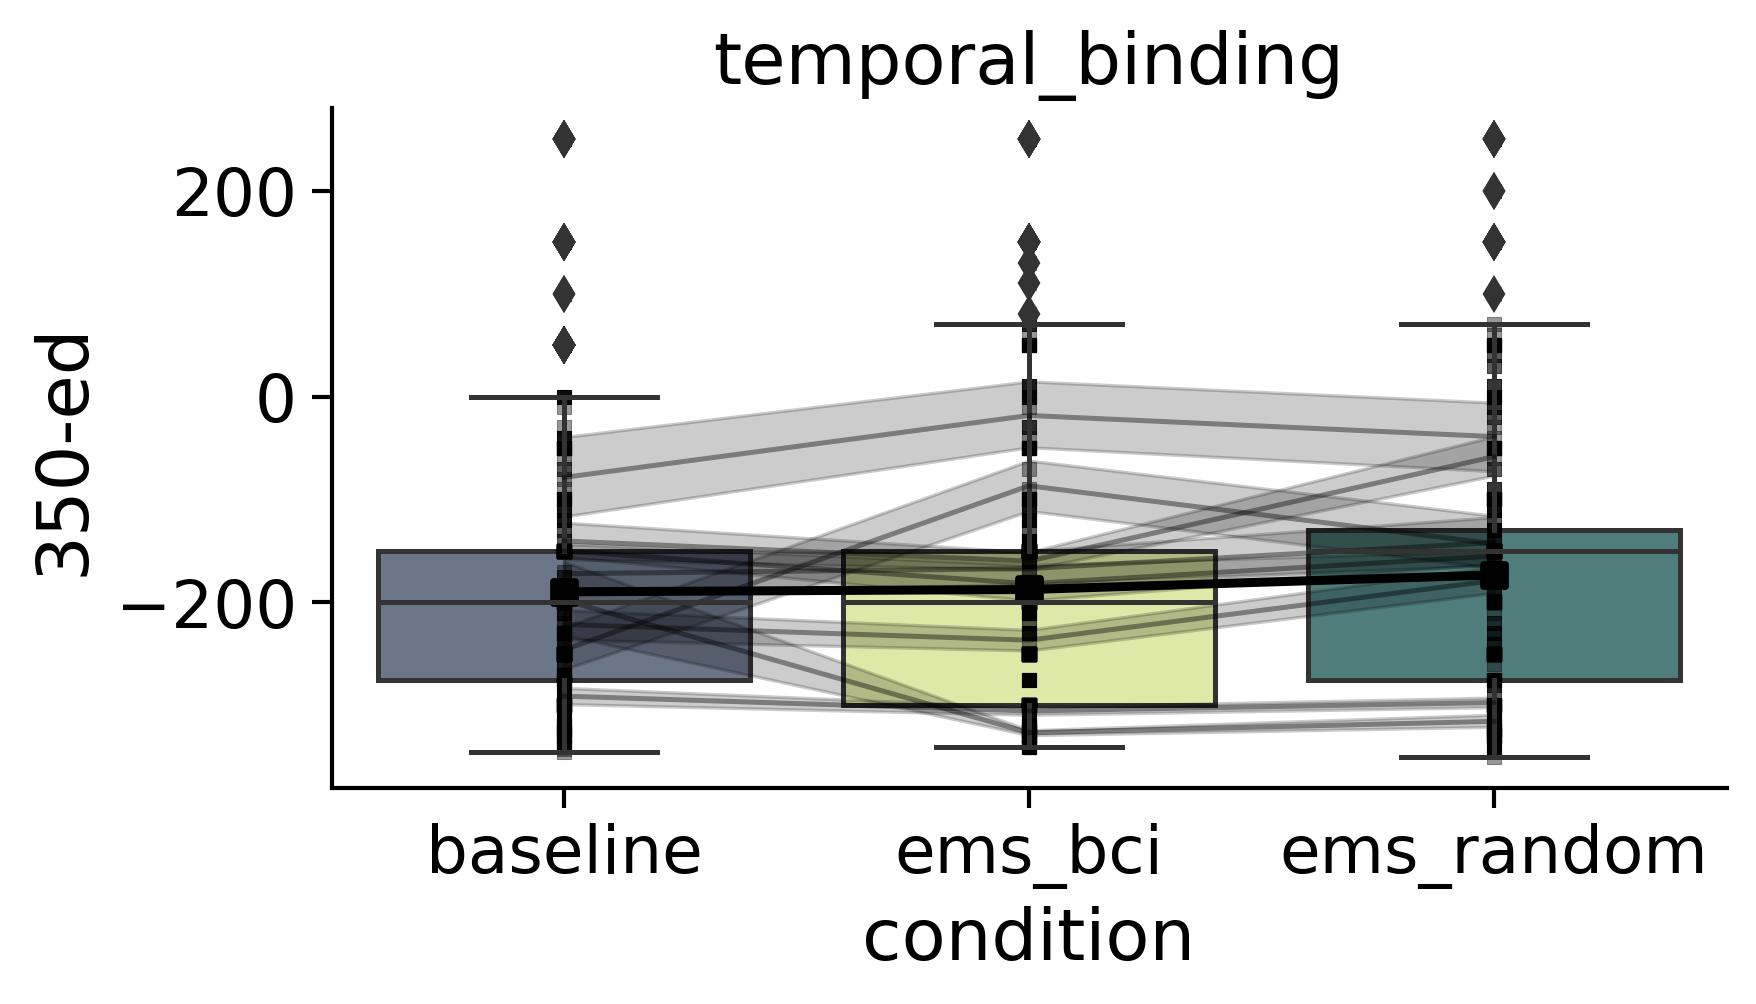 temporal_binding
350-ed
200
0
−200
baseline
ems_bci
ems_random
condition